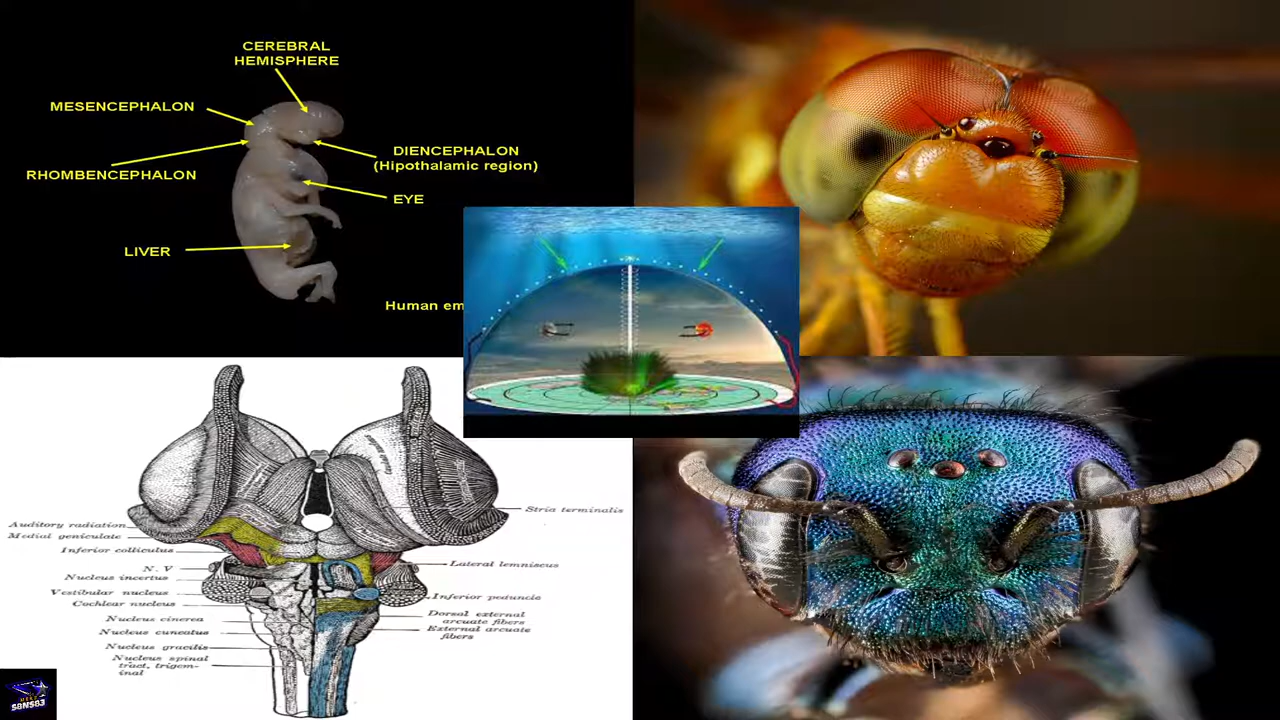 CEREBRAL
HEMISPHERE
MESENCEPHALON
DIENCEPHALON
(Hipothalamic region)
RHOMBENCEPHALON
EYE
LIVER
Human em
Stria terminalis
Auditory radiation
Medial geniculate
Inferior colliculus
Lateral lemniscus
N. V
Nucleus incertus
Vestibular nucleus
Inferior peduncle
Cochlear nucleus
Dorsal external
arcuate fibers
Nucleus cinerea
External arcuate
fibers
Nucleus cuneatus
Nucleus gracilis
Nucleus spinal
tract, trigem-
inal
S8NS83